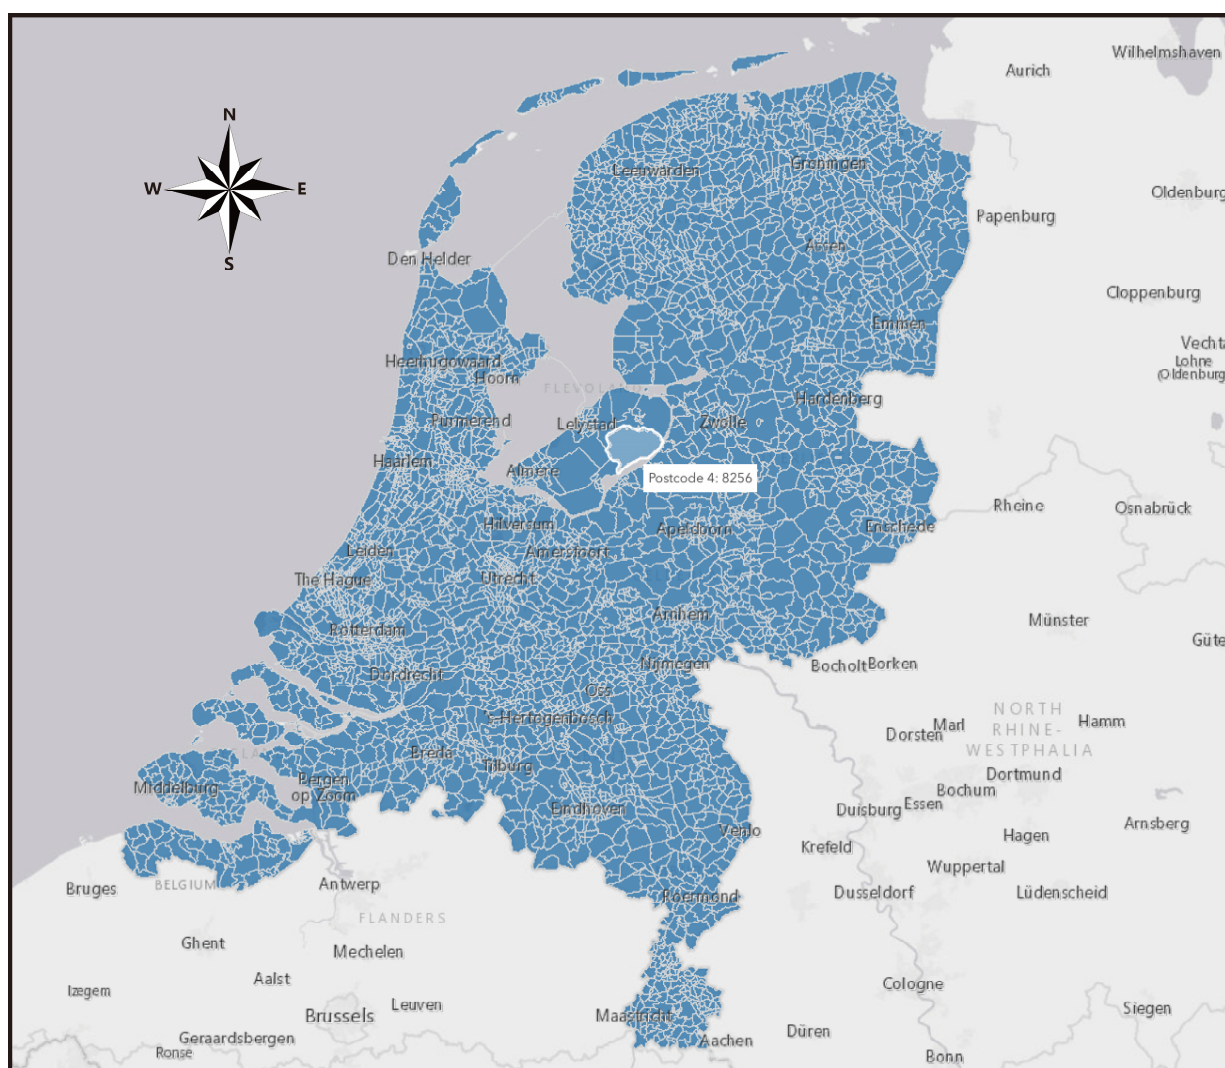 Wilhelmshaven
Aurich
N
Leeuwarden
Groningen
W
E
Oldenburg
Papenburg
Assen
S
Den Helder
Cloppenburg
Emmen
Vechta
Heerhugowaard
Lohne
(Oldenburg
Hoorn
FLEVOLAND
Hardenberg
Purmerend
Lelystad
Zwolle
Haarlem
Almere
Postcode 4: 8256
Rheine
Osnabrück
Hilversum
Apeldoorn
Enschede
Leiden
Amersfoort
The Hague
Utrecht
Arnhem
Münster
Rotterdam
Güte
Nijmegen
Bocholt
Borken
Dordrecht
Oss
NORTH
RHINE-
WESTPHALIA
's-Hertogenbosch
Marl
Hamm
Dorsten
Breda
Tilburg
Dortmund
Middelburg
Bergen
op Zoom
Bochum
Eindhoven
Duisburg
Essen
Venlo
Arnsberg
Krefeld
Hagen
Wuppertal
Bruges
BELGIUM
Antwerp
Roermond
Dusseldorf
Lüdenscheid
FLANDERS
Ghent
Mechelen
Aalst
Cologne
Izegem
Leuven
Brussels
Maastricht
Siegen
Geraardsbergen
Düren
Aachen
Ronse
Bonn